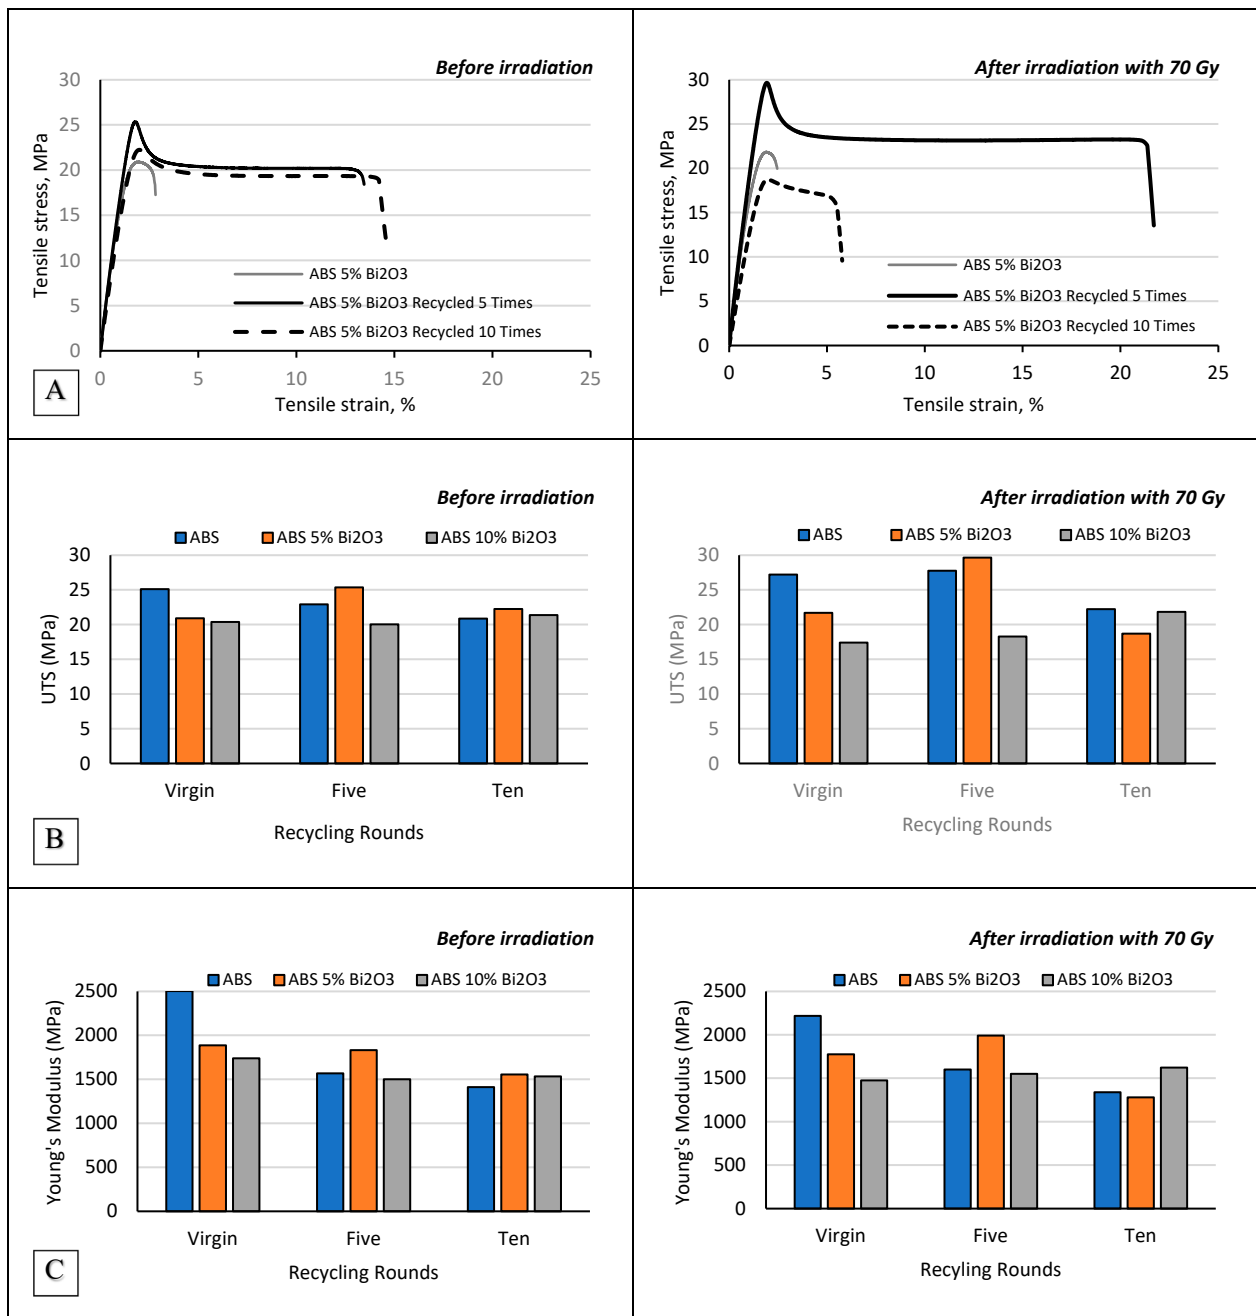 Before irradiation
30
25
20
15
10
5
0
Tensile stress, MPa
ABS 5% Bi2O3
ABS 5% Bi2O3 Recycled 5 Times
ABS 5% Bi2O3 Recycled 10 Times
0 5 10 15 20 25
Tensile strain, %
A
After irradiation with 70 Gy
30
25
20
15
10
5
0
Tensile stress, MPa
ABS 5% Bi2O3
ABS 5% Bi2O3 Recycled 5 Times
ABS 5% Bi2O3 Recycled 10 Times
0 5 10 15 20 25
Tensile strain, %
Before irradiation
ABS ABS 5% Bi2O3 ABS 10% Bi2O3
30
25
20
15
10
5
0
UTS (MPa)
Virgin Five Ten
Recycling Rounds
B
After irradiation with 70 Gy
ABS ABS 5% Bi2O3 ABS 10% Bi2O3
30
25
20
15
10
5
0
UTS (MPa)
Virgin Five Ten
Recycling Rounds
Before irradiation
ABS ABS 5% Bi2O3 ABS 10% Bi2O3
2500
2000
1500
1000
500
0
Young's Modulus (MPa)
Virgin Five Ten
Recycling Rounds
C
After irradiation with 70 Gy
ABS ABS 5% Bi2O3 ABS 10% Bi2O3
2500
2000
1500
1000
500
0
Young's Modulus (MPa)
Virgin Five Ten
Recyling Rounds